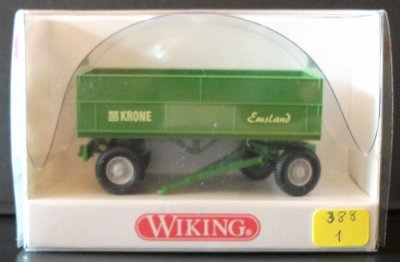 KRONE
Emsland
WIKING®
388
1